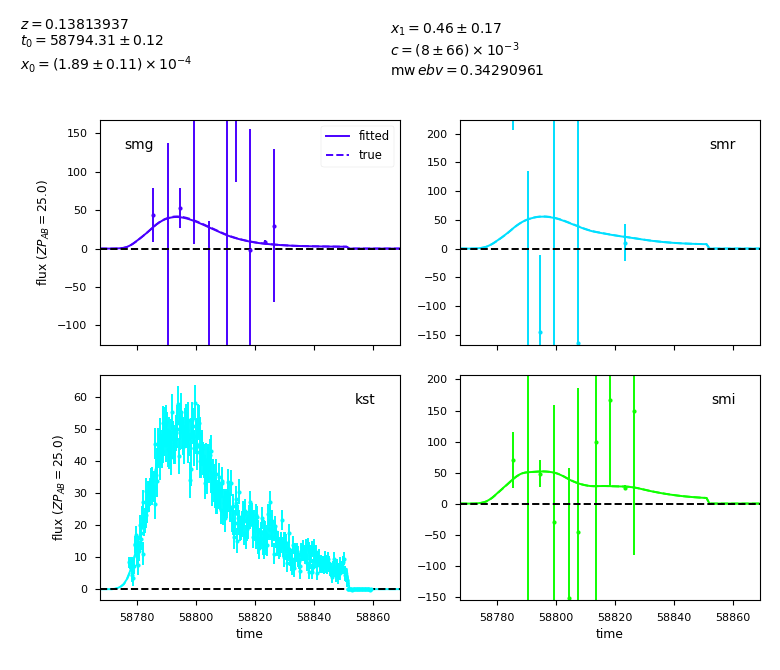 z = 0.13813937
t₀ = 58794.31 ± 0.12
x₀ = (1.89 ± 0.11) × 10⁻⁴
x₁ = 0.46 ± 0.17
c = (8 ± 66) × 10⁻³
mw ebv = 0.34290961
smg
fitted
true
150
100
50
0
−50
−100
flux (ZP_AB = 25.0)
smr
200
150
100
50
0
−50
−100
−150
kst
60
50
40
30
20
10
0
flux (ZP_AB = 25.0)
58780 58800 58820 58840 58860
time
smi
200
150
100
50
0
−50
−100
−150
58780 58800 58820 58840 58860
time